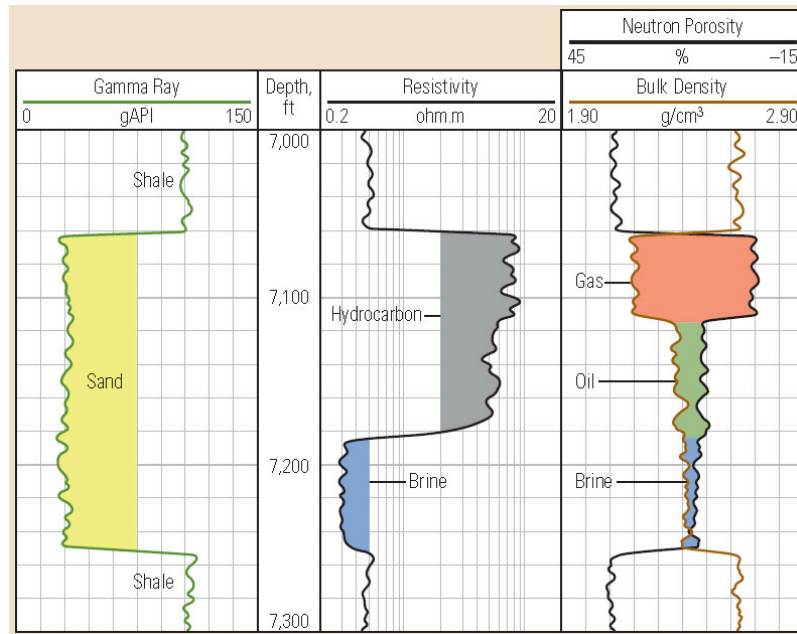 Neutron Porosity
45 % –15
Gamma Ray
0 gAPI 150
Depth,
ft
Resistivity
0.2 ohm.m 20
Bulk Density
1.90 g/cm³ 2.90
7,000
Shale
Gas
7,100
Hydrocarbon
Sand
Oil
7,200
Brine
Brine
Shale
7,300